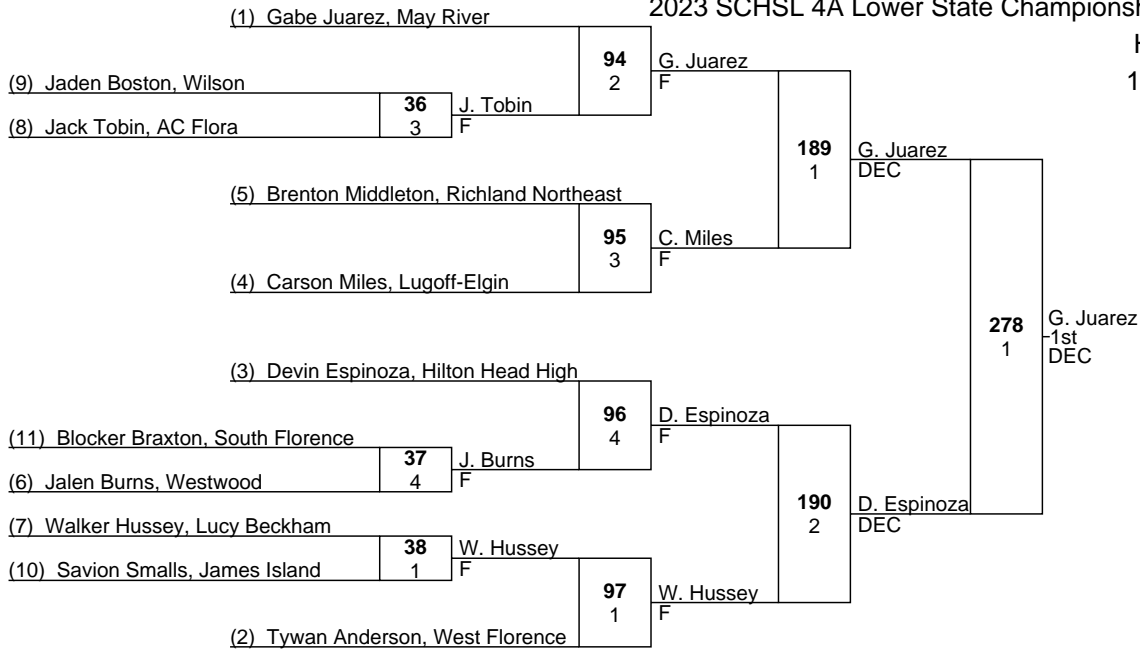 2023 SCHSL 4A Lower State
(1) Gabe Juarez, May River
94
2
G. Juarez
F
(9) Jaden Boston, Wilson
36
3
J. Tobin
F
(8) Jack Tobin, AC Flora
189
1
G. Juarez
DEC
(5) Brenton Middleton, Richland Northeast
95
3
C. Miles
F
(4) Carson Miles, Lugoff-Elgin
278
1
G. Juarez
1st
DEC
(3) Devin Espinoza, Hilton Head High
96
4
D. Espinoza
F
(11) Blocker Braxton, South Florence
37
4
J. Burns
F
(6) Jalen Burns, Westwood
190
2
D. Espinoza
DEC
(7) Walker Hussey, Lucy Beckham
38
1
W. Hussey
F
(10) Savion Smalls, James Island
97
1
W. Hussey
F
(2) Tywan Anderson, West Florence